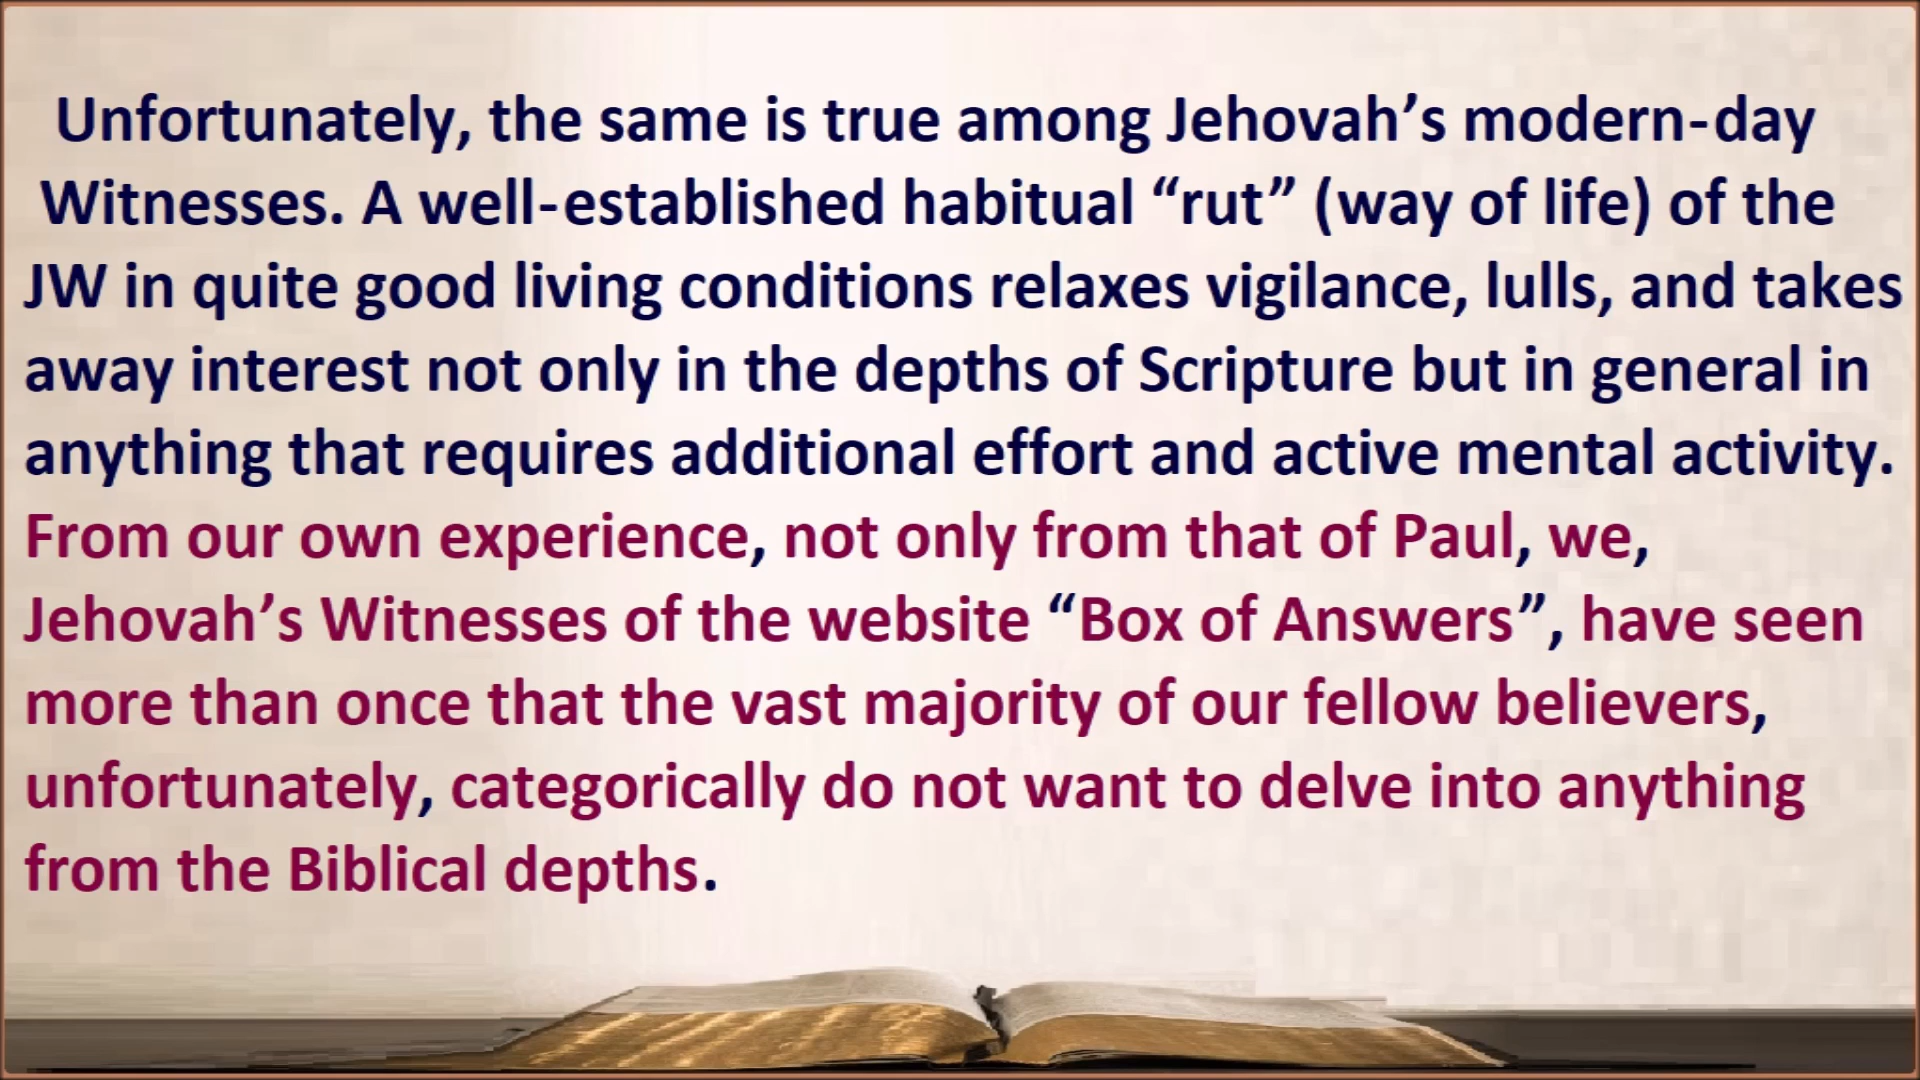 Unfortunately, the same is true among Jehovah’s modern-day
Witnesses. A well-established habitual “rut” (way of life) of the
JW in quite good living conditions relaxes vigilance, lulls, and takes
away interest not only in the depths of Scripture but in general in
anything that requires additional effort and active mental activity.
From our own experience, not only from that of Paul, we,
Jehovah’s Witnesses of the website “Box of Answers”, have seen
more than once that the vast majority of our fellow believers,
unfortunately, categorically do not want to delve into anything
from the Biblical depths.